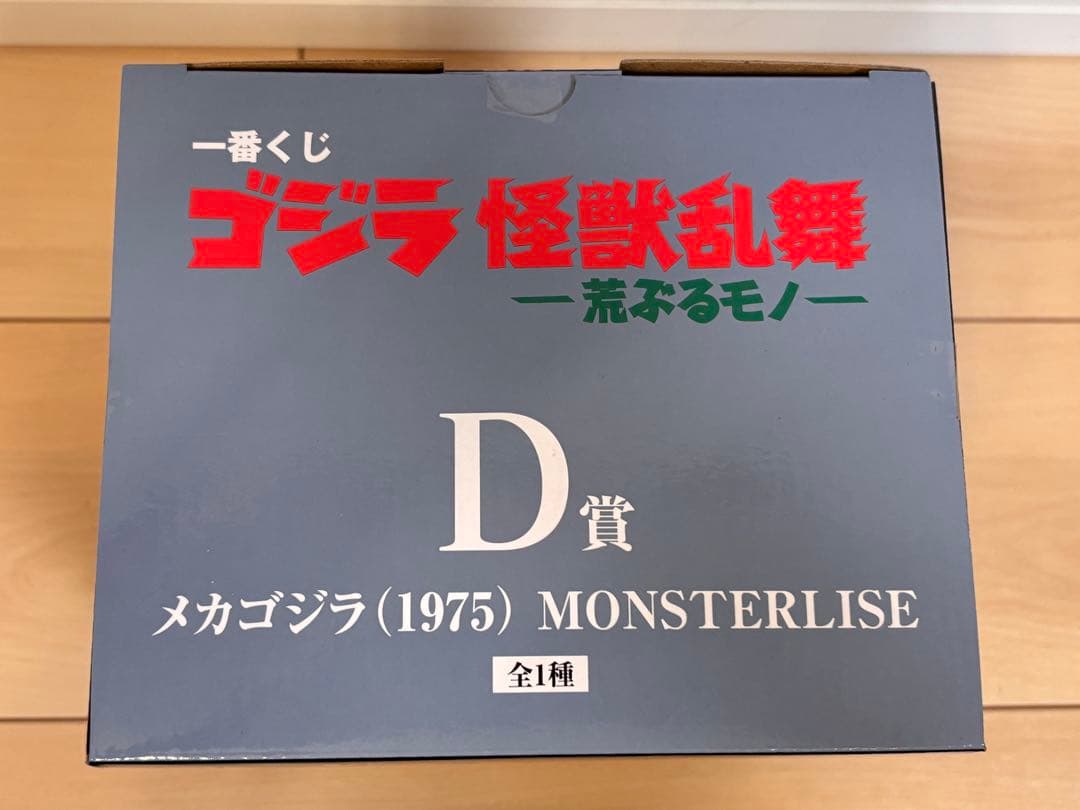 一番くじ
ゴジラ 怪獣乱舞
―荒ぶるモノ―
D賞
メカゴジラ(1975) MONSTERLISE
全1種